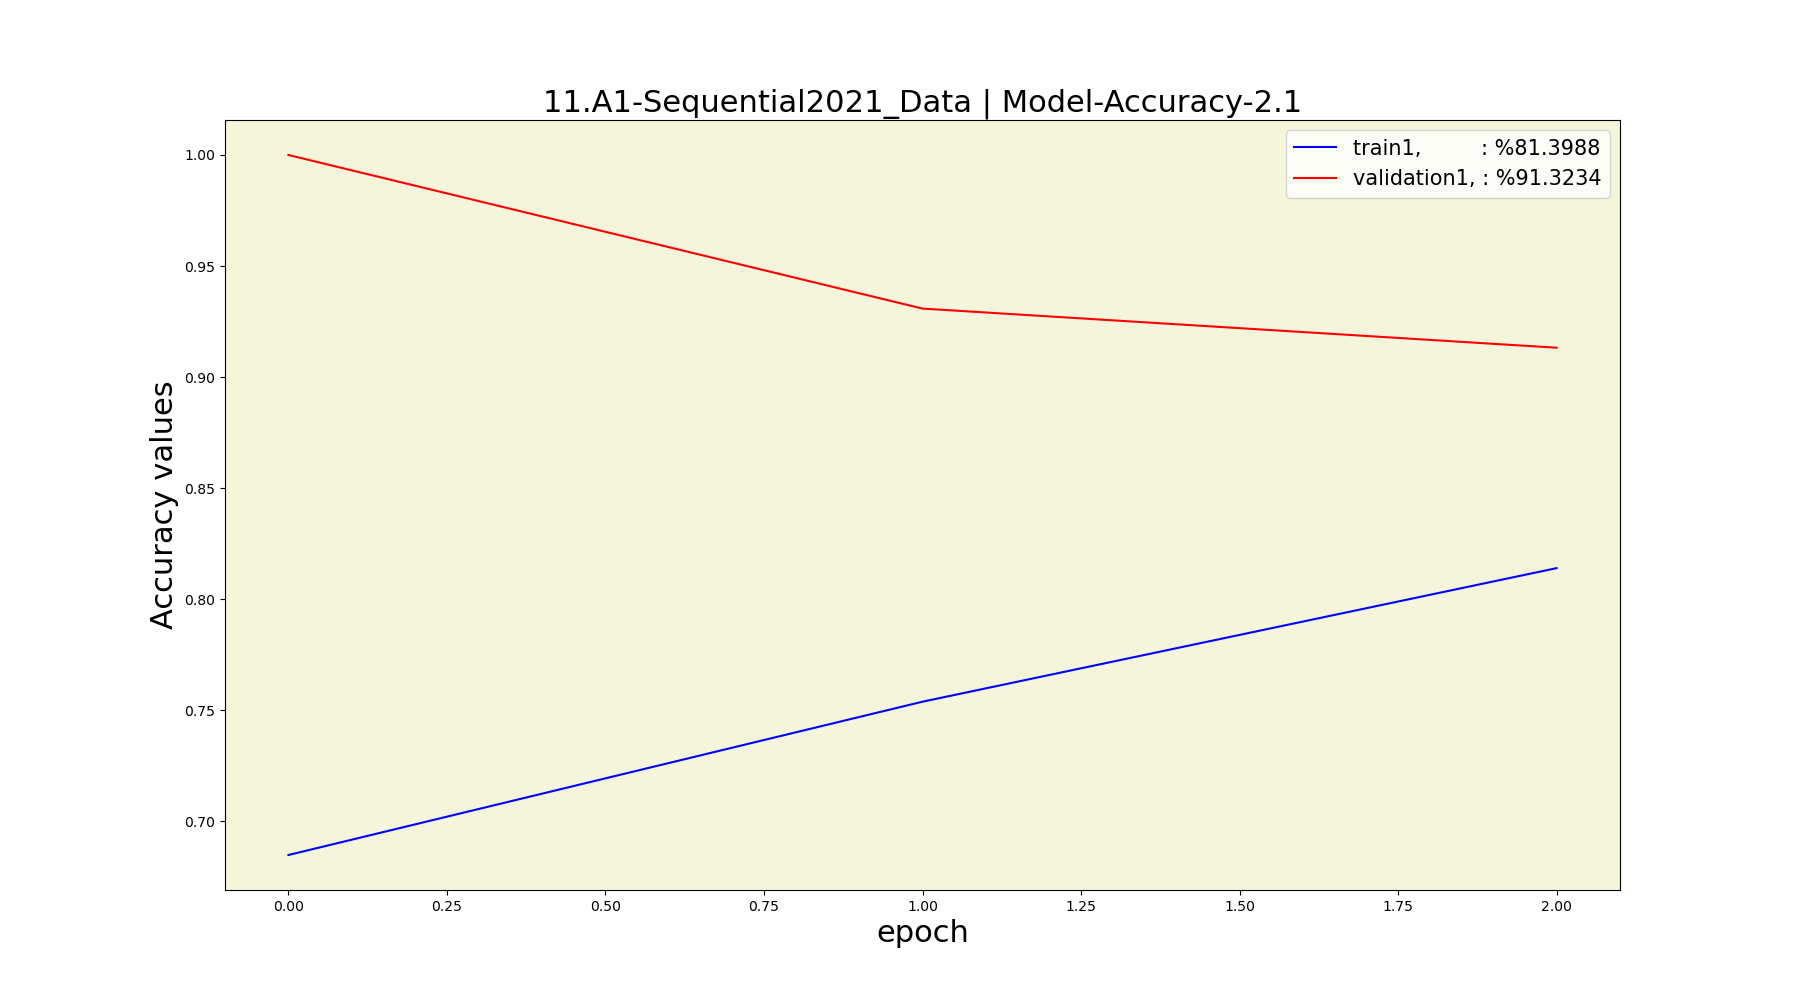 11.A1-Sequential2021_Data | Model-Accuracy-2.1
train1, : %81.3988
validation1, : %91.3234
Accuracy values
1.00
0.95
0.90
0.85
0.80
0.75
0.70
0.00 0.25 0.50 0.75 1.00 1.25 1.50 1.75 2.00
epoch